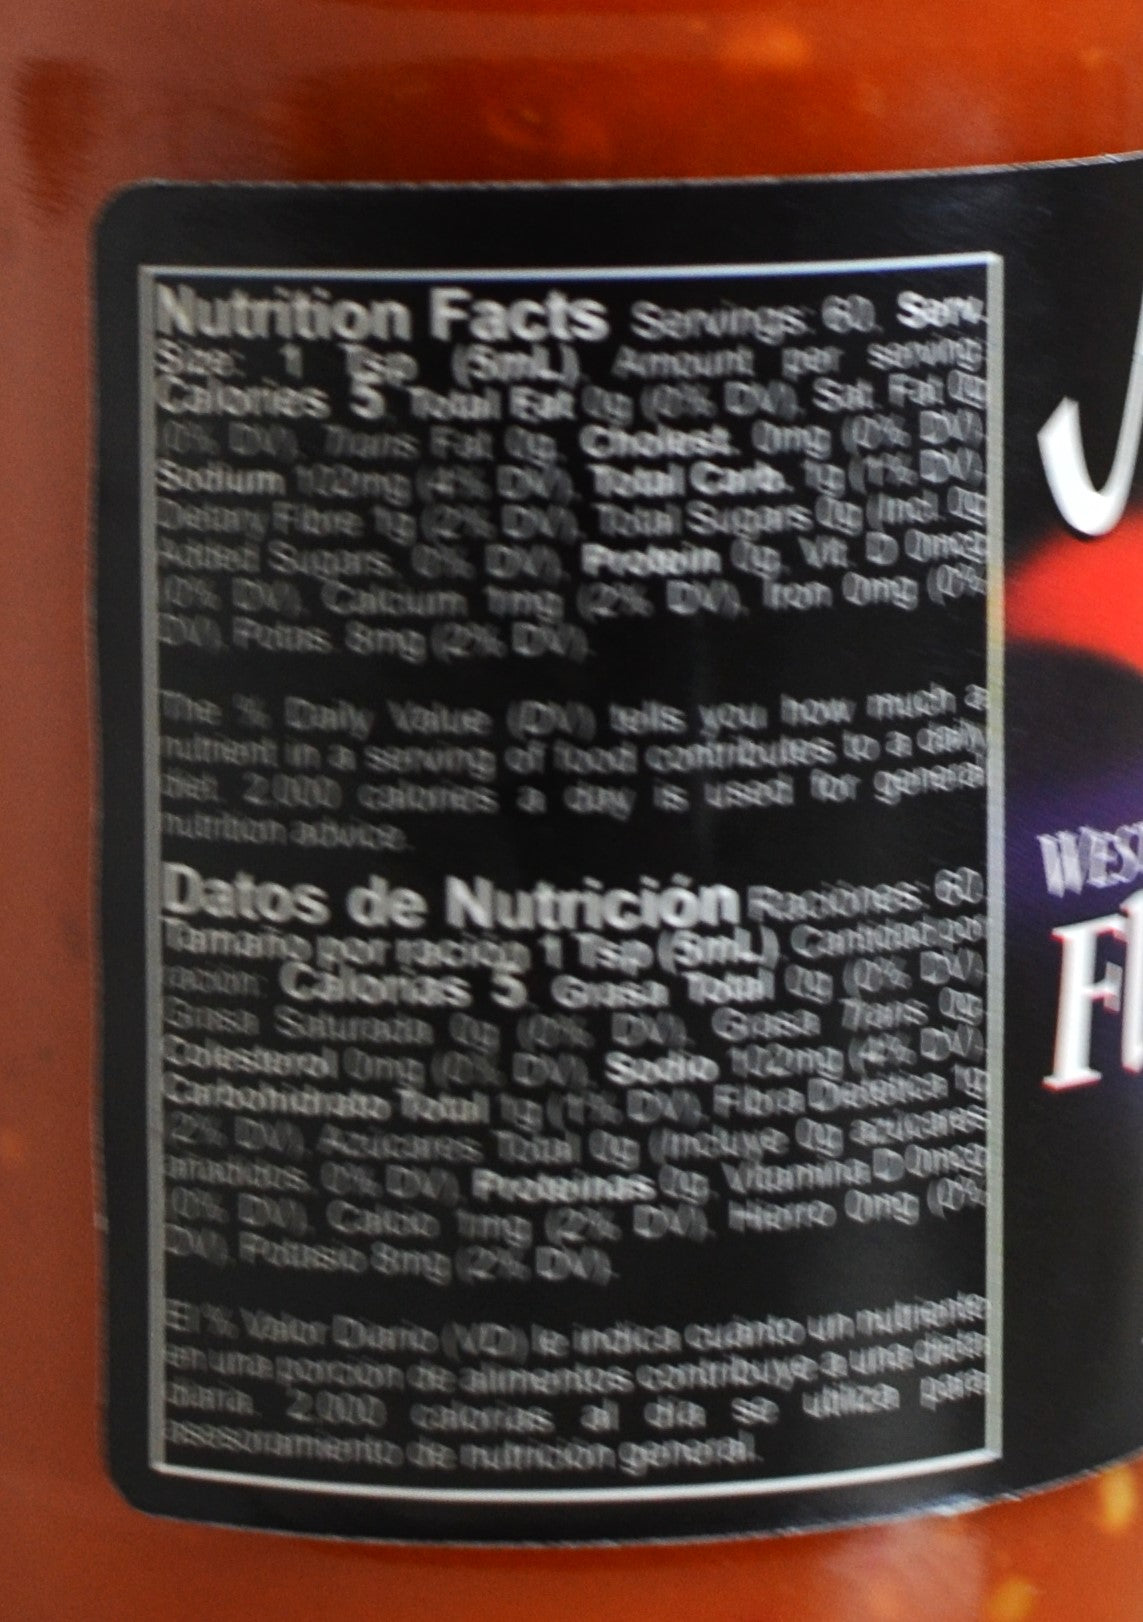 Nutrition Facts Servings: 60. Serv.
Size: 1 Tsp (5mL). Amount per serving:
Calories 5. Total Fat 0g (0% DV). Sat. Fat 0g
(0% DV). Trans Fat 0g. Cholest. 0mg (0% DV).
Sodium 102mg (4% DV). Total Carb. 1g (1% DV).
Dietary Fibre 1g (2% DV). Total Sugars 0g (Incl. 0g
Added Sugars, 0% DV). Protein 0g. Vit. D 0mcg
(0% DV). Calcium 1mg (2% DV). Iron 0mg (0%
DV). Potas. 8mg (2% DV).
The % Daily Value (DV) tells you how much a
nutrient in a serving of food contributes to a daily
diet. 2,000 calories a day is used for general
nutrition advice.
Datos de Nutrición Raciónes: 60.
Tamaño por ración 1 Tsp (5mL). Cantidad por
ración: Calorías 5. Grasa Total 0g (0% DV).
Grasa Saturada 0g (0% DV). Grasa Trans 0g.
Colesterol 0mg (0% DV). Sodio 102mg (4% DV).
Carbohidrato Total 1g (1% DV). Fibra Dietética 1g
(2% DV). Azúcares Total 0g (Incluye 0g azúcares
añadidos, 0% DV). Proteínas 0g. Vitamina D 0mcg
(0% DV). Calcio 1mg (2% DV). Hierro 0mg (0%
DV). Potasio 8mg (2% DV).
El % Valor Diario (VD) le indica cuánto un nutriente
en una porción de alimentos contribuye a una dieta
diaria. 2,000 calorías al día se utiliza para
asesoramiento de nutrición general.
J
WES
Fl